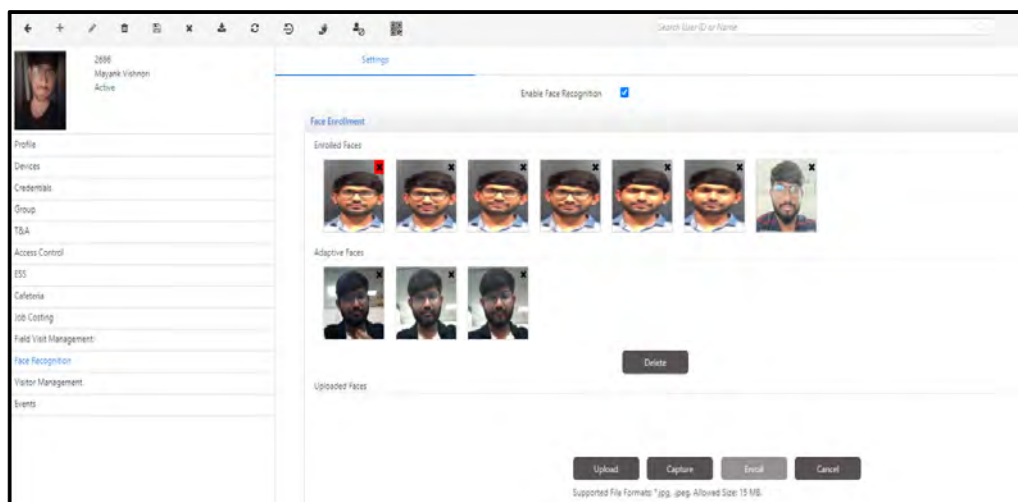 Search User ID or Name
2686
Mayank Vishnori
Active
Settings
Enable Face Recognition
Face Enrollment
Enrolled Faces
Profile
Devices
Credentials
Group
T&A
Access Control
ESS
Cafeteria
Job Costing
Field Visit Management
Face Recognition
Visitor Management
Events
Adaptive Faces
Delete
Uploaded Faces
Upload
Capture
Enroll
Cancel
Supported File Formats: *.jpg, .jpeg. Allowed Size: 15 MB.